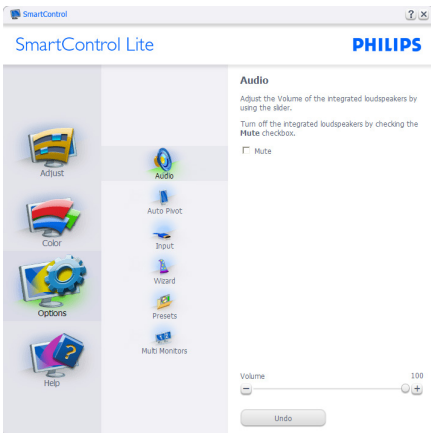 SmartControl
SmartControl Lite
PHILIPS
Adjust
Color
Options
Help
Audio
Auto Pivot
Input
Wizard
Presets
Multi Monitors
Audio
Adjust the Volume of the integrated loudspeakers by
using the slider.
Turn off the integrated loudspeakers by checking the
Mute checkbox.
Mute
Volume 100
Undo